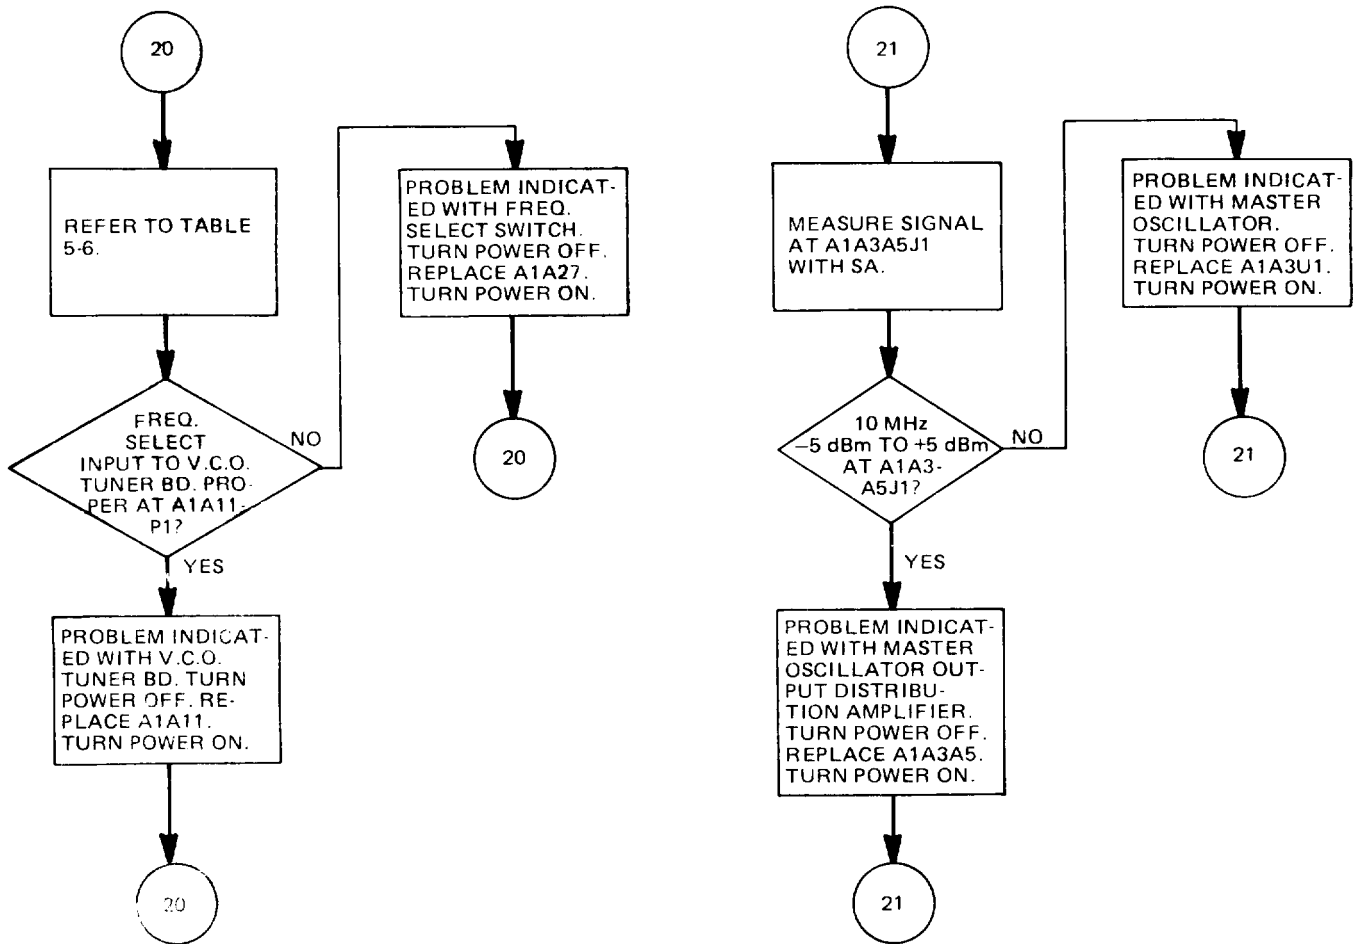 20
REFER TO TABLE
5-6.
PROBLEM INDICAT-
ED WITH FREQ.
SELECT SWITCH.
TURN POWER OFF.
REPLACE A1A27.
TURN POWER ON.
FREQ.
SELECT
INPUT TO V.C.O.
TUNER BD. PRO-
PER AT A1A11-
P1?
NO
20
YES
PROBLEM INDICAT-
ED WITH V.C.O.
TUNER BD. TURN
POWER OFF. RE-
PLACE A1A11.
TURN POWER ON.
20
21
MEASURE SIGNAL
AT A1A3A5J1
WITH SA.
PROBLEM INDICAT-
ED WITH MASTER
OSCILLATOR.
TURN POWER OFF.
REPLACE A1A3U1.
TURN POWER ON.
10 MHz
–5 dBm TO +5 dBm
AT A1A3-
A5J1?
NO
21
YES
PROBLEM INDICAT-
ED WITH MASTER
OSCILLATOR OUT-
PUT DISTRIBU-
TION AMPLIFIER.
TURN POWER OFF.
REPLACE A1A3A5.
TURN POWER ON.
21